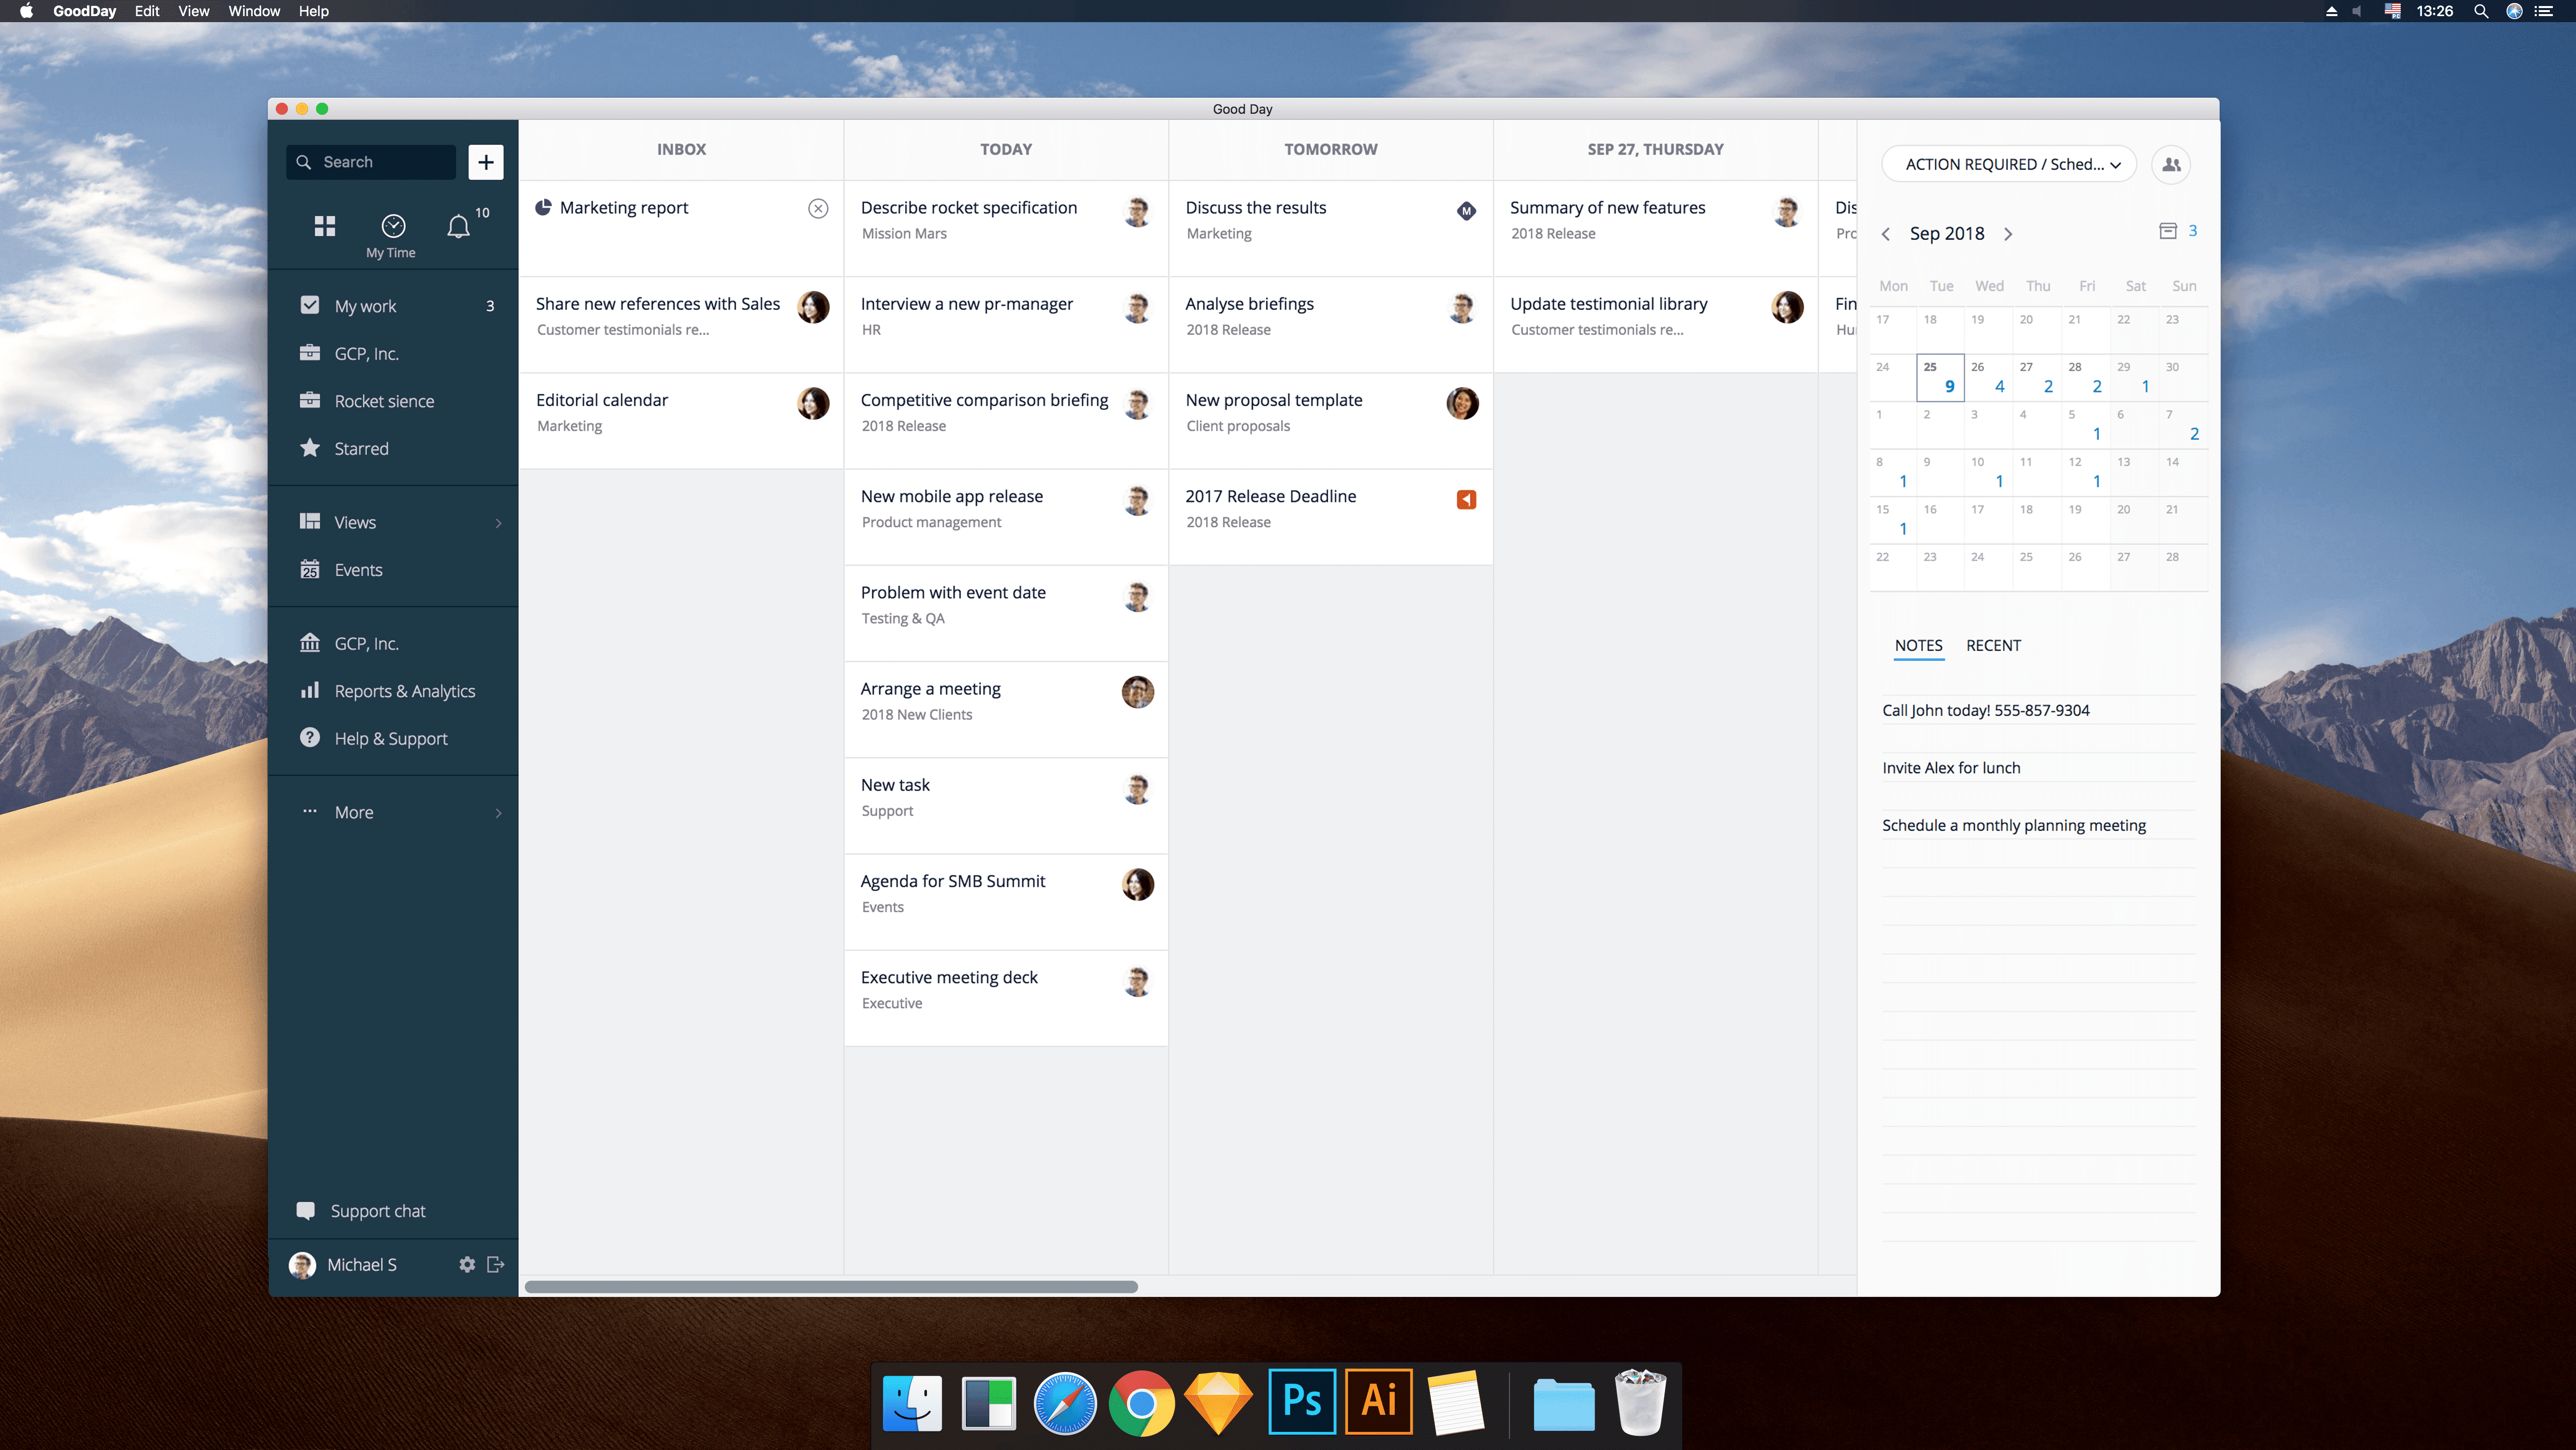 GoodDay Edit View Window Help
13:26
Good Day
Search
+
10
My Time
My work 3
GCP, Inc.
Rocket sience
Starred
Views
Events
25
GCP, Inc.
Reports & Analytics
Help & Support
More
Support chat
Michael S
INBOX
Marketing report
Share new references with Sales
Customer testimonials re...
Editorial calendar
Marketing
TODAY
Describe rocket specification
Mission Mars
Interview a new pr-manager
HR
Competitive comparison briefing
2018 Release
New mobile app release
Product management
Problem with event date
Testing & QA
Arrange a meeting
2018 New Clients
New task
Support
Agenda for SMB Summit
Events
Executive meeting deck
Executive
TOMORROW
Discuss the results
M
Marketing
Analyse briefings
2018 Release
New proposal template
Client proposals
2017 Release Deadline
2018 Release
SEP 27, THURSDAY
Summary of new features
2018 Release
Update testimonial library
Customer testimonials re...
Dis
Pro
Fin
Hu
ACTION REQUIRED / Sched...
Sep 2018
3
Mon Tue Wed Thu Fri Sat Sun
17 18 19 20 21 22 23
24 25 26 27 28 29 30
9 4 2 2 1
1 2 3 4 5 6 7
1 2
8 9 10 11 12 13 14
1 1 1
15 16 17 18 19 20 21
1
22 23 24 25 26 27 28
NOTES RECENT
Call John today! 555-857-9304
Invite Alex for lunch
Schedule a monthly planning meeting
Ps Ai